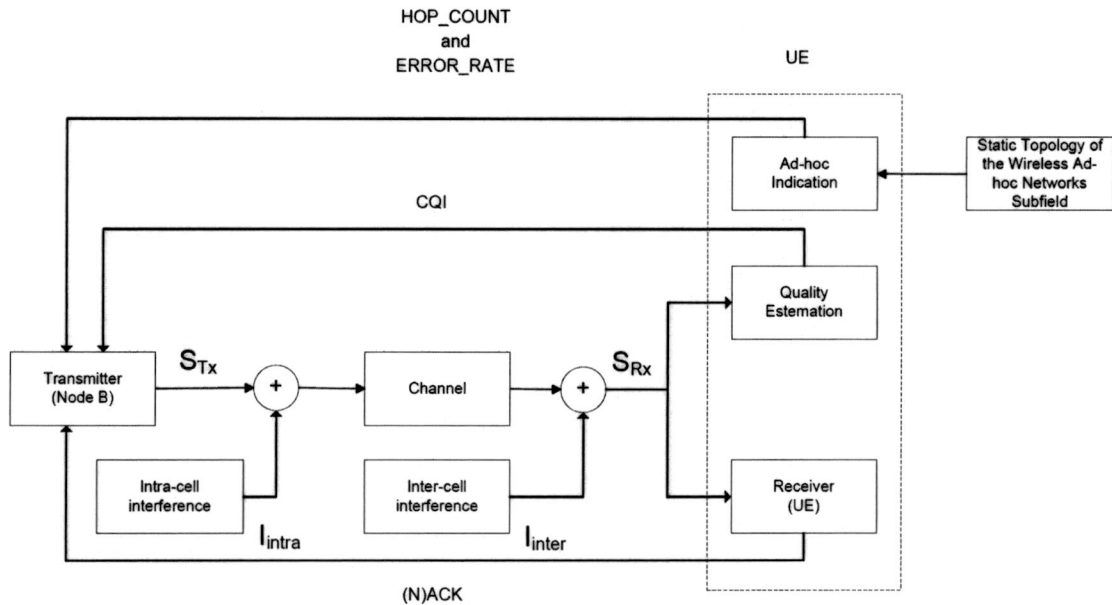 HOP_COUNT
and
ERROR_RATE
UE
Ad-hoc
Indication
Static Topology of
the Wireless Ad-
hoc Networks
Subfield
CQI
Quality
Estemation
Transmitter
(Node B)
STx
+
Channel
+
SRx
Intra-cell
interference
Inter-cell
interference
Receiver
(UE)
Iintra
Iinter
(N)ACK